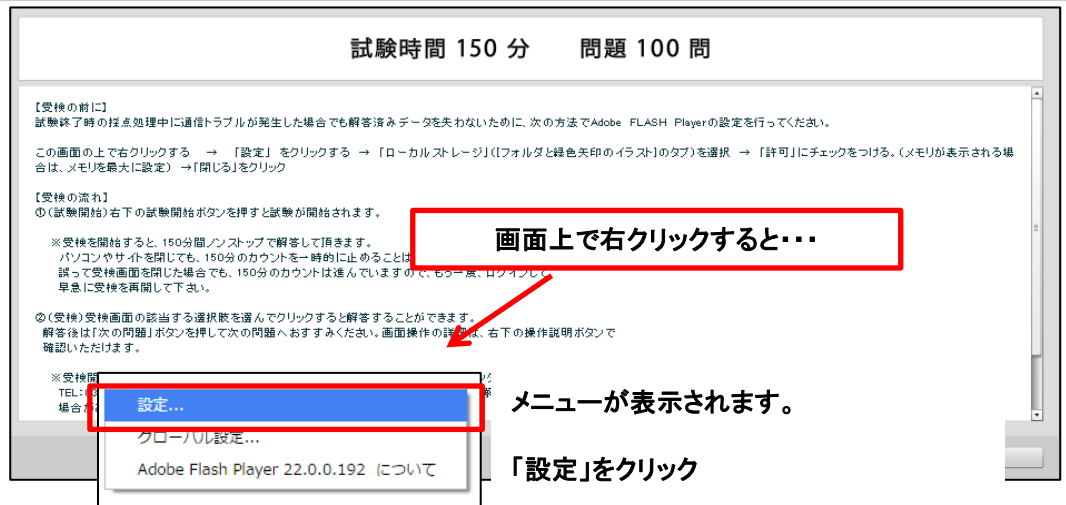 試験時間 150 分　　問題 100 問
【受検の前に】
試験終了時の採点処理中に通信トラブルが発生した場合でも解答済みデータを失わないために、次の方法でAdobe FLASH Playerの設定を行ってください。
この画面の上で右クリックする → 「設定」をクリックする → 「ローカルストレージ」([フォルダと緑色矢印のイラスト]のタブ)を選択 → 「許可」にチェックをつける。(メモリが表示される場
合は、メモリを最大に設定) →「閉じる」をクリック
【受検の流れ】
①(試験開始)右下の試験開始ボタンを押すと試験が開始されます。
※受検を開始すると、150分間ノンストップで解答して頂きます。
パソコンやサイトを閉じても、150分のカウントを一時的に止めることは
誤って受検画面を閉じた場合でも、150分のカウントは進んでいますので、もう一度、ログインして
早急に受検を再開して下さい。
画面上で右クリックすると・・・
②(受検)受検画面の該当する選択肢を選んでクリックすると解答することができます。
解答後は「次の問題」ボタンを押して次の問題へおすすみください。画面操作の詳細は、右下の操作説明ボタンで
確認いただけます。
※受検開
TEL:
場合が
設定...
グローバル設定...
Adobe Flash Player 22.0.0.192 について
メニューが表示されます。
「設定」をクリック